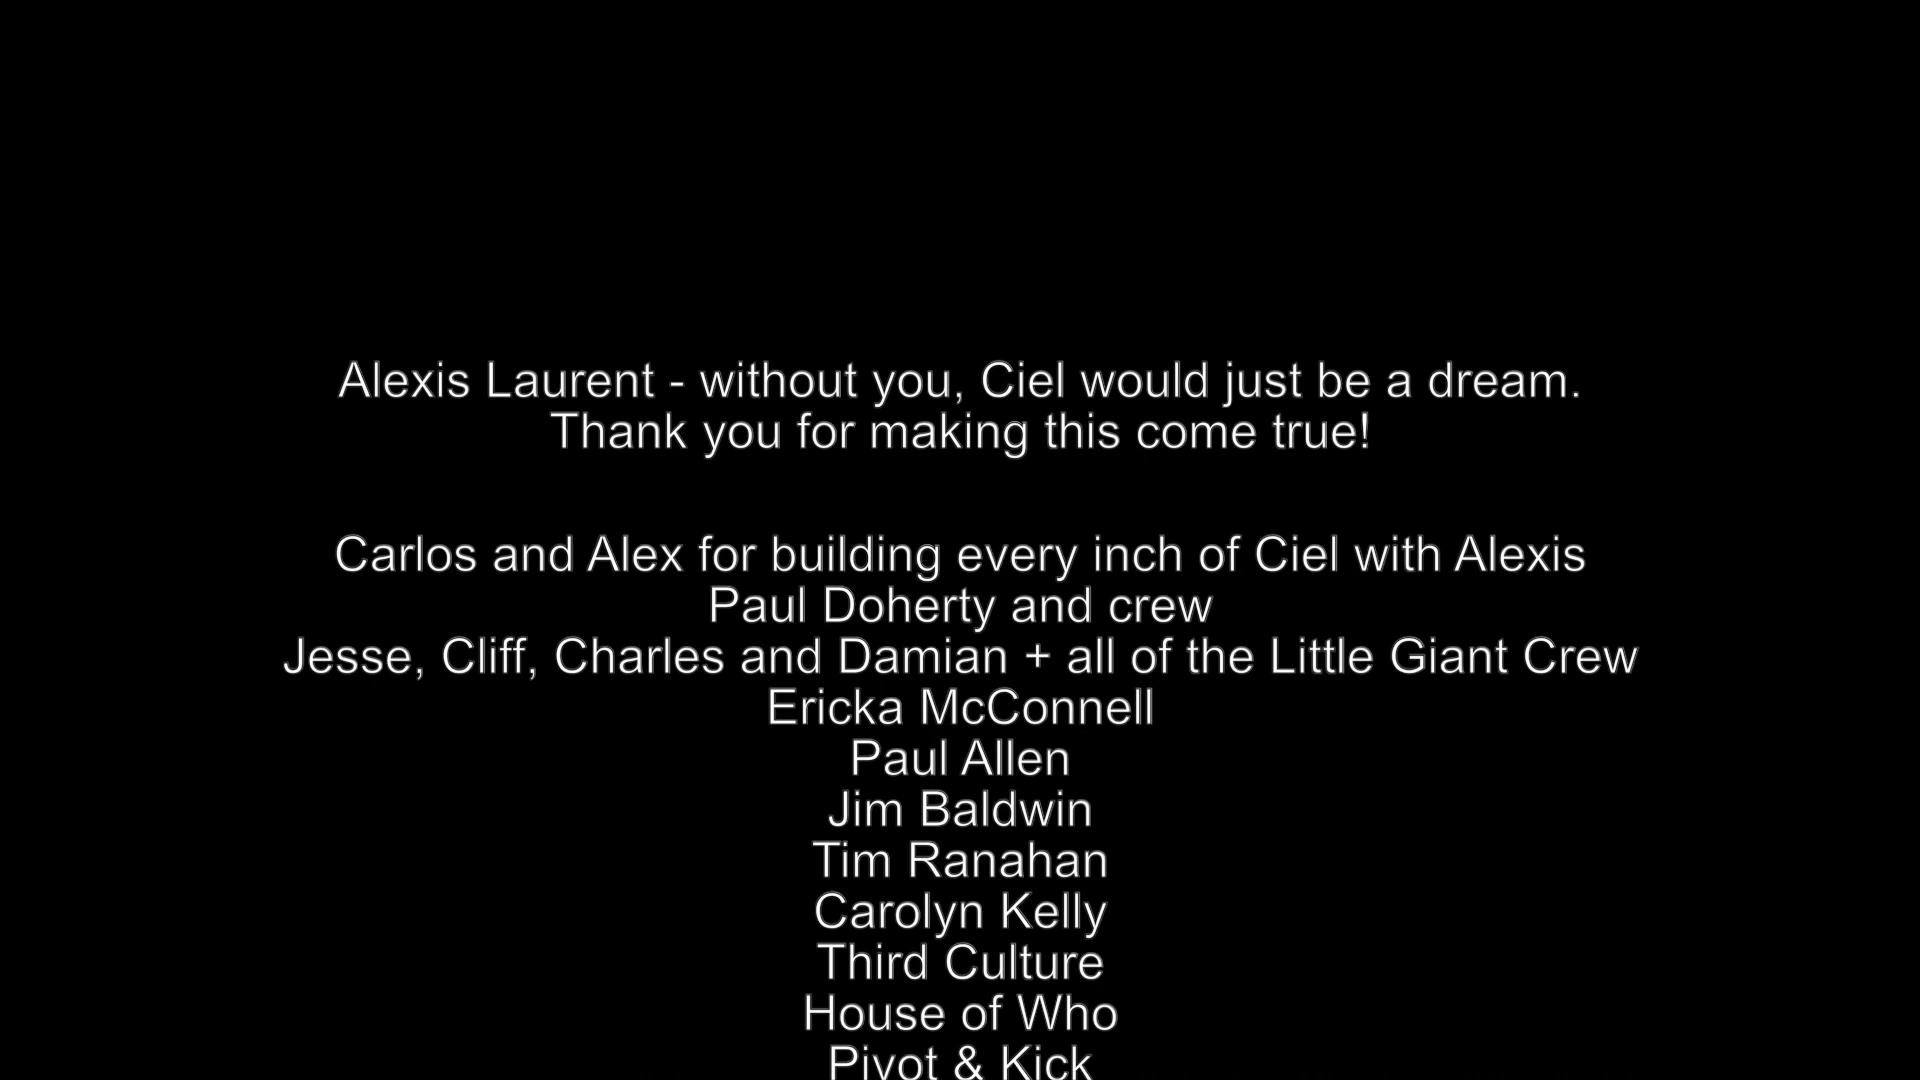 Alexis Laurent - without you, Ciel would just be a dream.
Thank you for making this come true!
Carlos and Alex for building every inch of Ciel with Alexis
Paul Doherty and crew
Jesse, Cliff, Charles and Damian + all of the Little Giant Crew
Ericka McConnell
Paul Allen
Jim Baldwin
Tim Ranahan
Carolyn Kelly
Third Culture
House of Who
Pivot & Kick